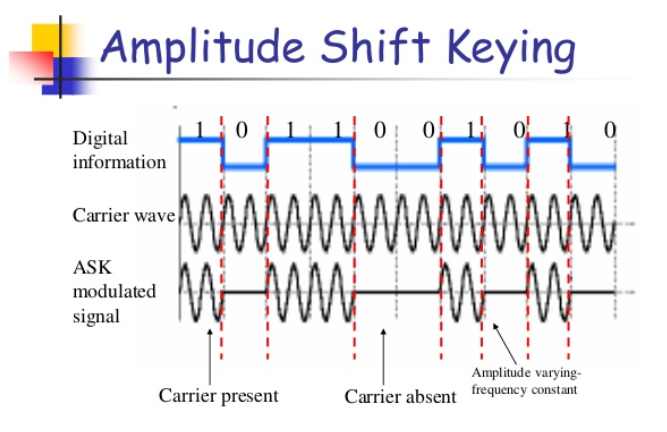 Amplitude Shift Keying
1 0 1 1 0 0 1 0 1 0
Digital
information
Carrier wave
ASK
modulated
signal
Carrier present
Carrier absent
Amplitude varying-
frequency constant